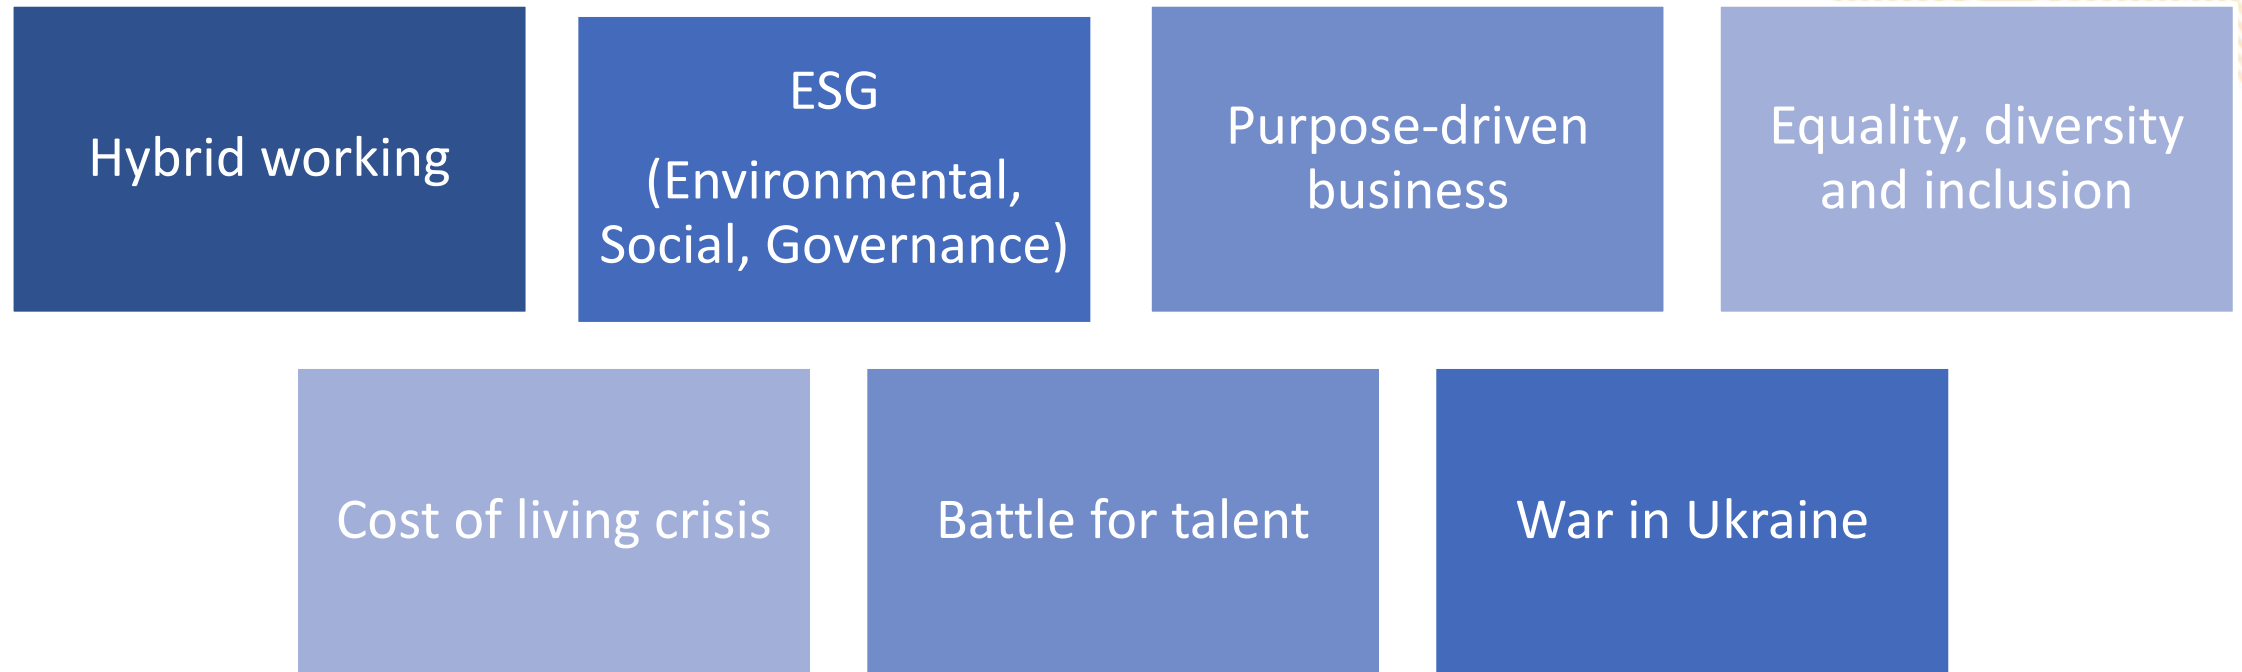 Hybrid working
ESG
(Environmental,
Social, Governance)
Purpose-driven
business
Equality, diversity
and inclusion
Cost of living crisis
Battle for talent
War in Ukraine